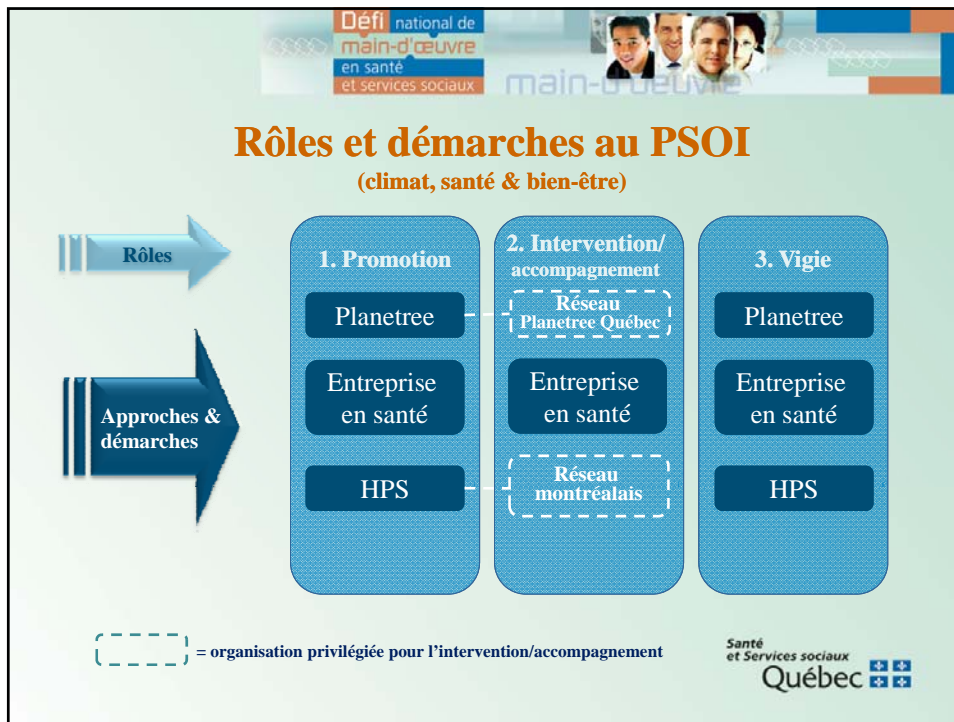 Défi national de
main-d'œuvre
en santé
et services sociaux
main-d'oeuvre
Rôles et démarches au PSOI
(climat, santé & bien-être)
Rôles
1. Promotion
2. Intervention/
accompagnement
3. Vigie
Approches &
démarches
Planetree
Réseau
Planetree Québec
Planetree
Entreprise
en santé
Entreprise
en santé
Entreprise
en santé
HPS
Réseau
montréalais
HPS
= organisation privilégiée pour l'intervention/accompagnement
Santé
et Services sociaux
Québec